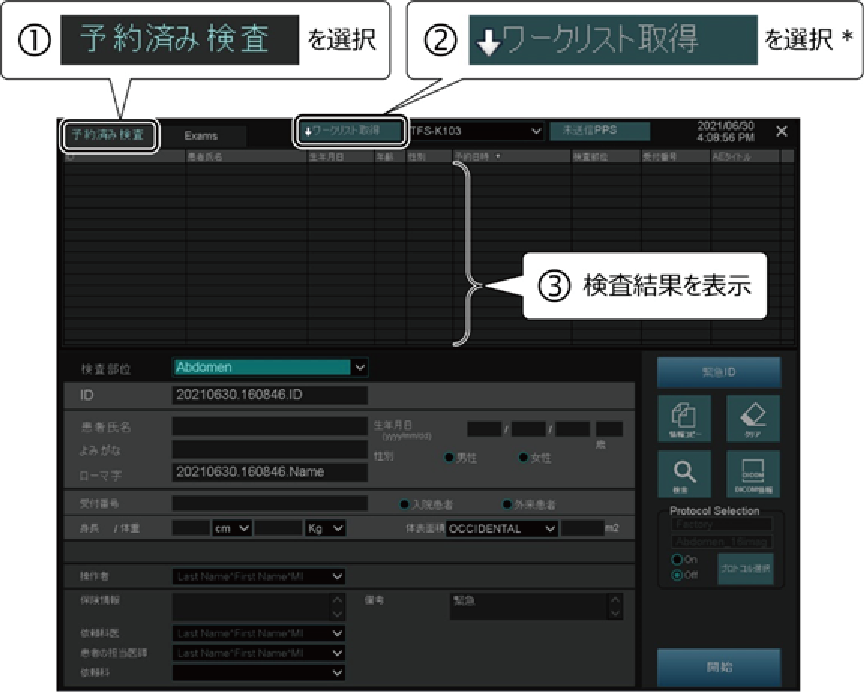 ① 予約済み検査 を選択
② ↓ワークリスト取得 を選択 *
予約済み検査 Exams ↓ワークリスト取得 TFS-K103 未送信PPS 2021/06/30 4:08:56 PM ×
ID 患者氏名 生年月日 年齢 性別 予約日時 検査部位 受付番号 AEタイトル
③ 検査結果を表示
検査部位 Abdomen
緊急ID
ID 20210630.160846.ID
患者氏名 生年月日 / /
(yyyy/mm/dd) 歳
よみがな 性別 男性 女性
情報コピー クリア
ローマ字 20210630.160846.Name
検索 DICOM DICOM情報
受付番号 入院患者 外来患者
身長 / 体重 cm Kg 体表面積 OCCIDENTAL m2
Protocol Selection
Factory
Abdomen_16imag
On
Off プロトコル選択
操作者 Last Name^First Name^MI
保険情報 備考 緊急
依頼科医 Last Name^First Name^MI
患者の担当医師 Last Name^First Name^MI
依頼科
開始